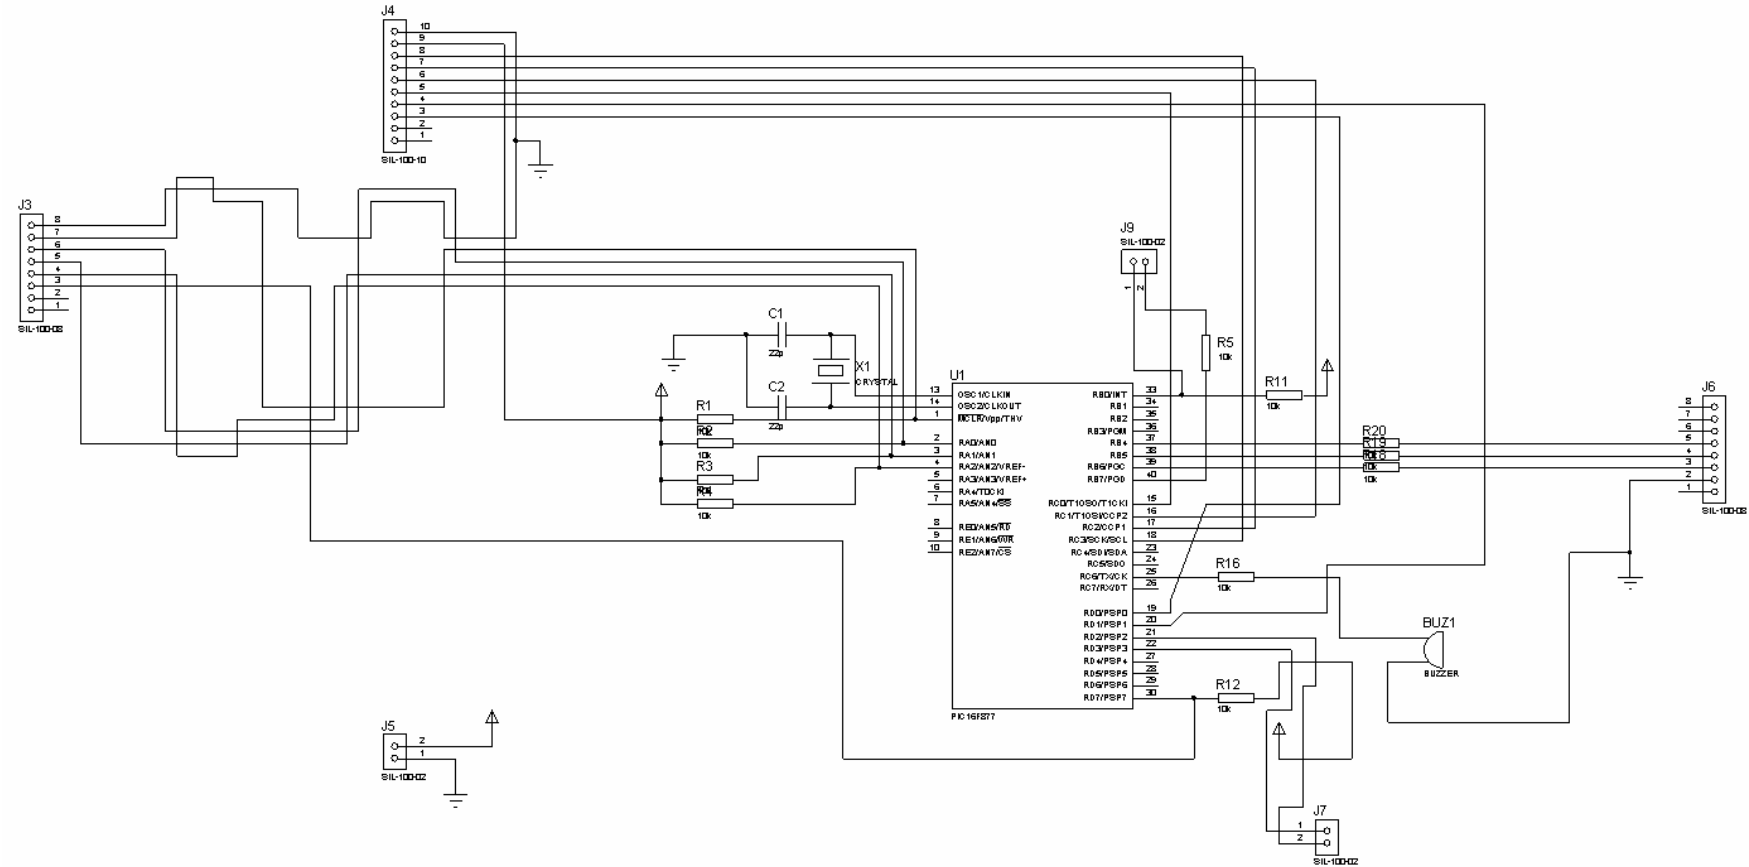 J4
10
9
8
7
6
5
4
3
2
1
SIL-100-10
J3
8
7
6
5
4
3
2
1
SIL-100-08
J9
SIL-100-02
1
2
C1
22p
X1
CRYSTAL
C2
22p
R5
10k
R11
10k
R1
R2
10k
R3
R4
10k
U1
13
OSC1/CLKIN
14
OSC2/CLKOUT
1
MCLR/Vpp/THV
2
RA0/AN0
3
RA1/AN1
4
RA2/AN2/VREF-
5
RA3/AN3/VREF+
6
RA4/T0CKI
7
RA5/AN4/SS
8
RE0/AN5/RD
9
RE1/AN6/WR
10
RE2/AN7/CS
RB0/INT
33
RB1
34
RB2
35
RB3/PGM
36
RB4
37
RB5
38
RB6/PGC
39
RB7/PGD
40
RC0/T1OSO/T1CKI
15
RC1/T1OSI/CCP2
16
RC2/CCP1
17
RC3/SCK/SCL
18
RC4/SDI/SDA
23
RC5/SDO
24
RC6/TX/CK
25
RC7/RX/DT
26
RD0/PSP0
19
RD1/PSP1
20
RD2/PSP2
21
RD3/PSP3
22
RD4/PSP4
27
RD5/PSP5
28
RD6/PSP6
29
RD7/PSP7
30
PIC16F877
R20
R19
R18
10k
J6
8
7
6
5
4
3
2
1
SIL-100-08
R16
10k
BUZ1
BUZZER
R12
10k
J5
2
1
SIL-100-02
J7
1
2
SIL-100-02